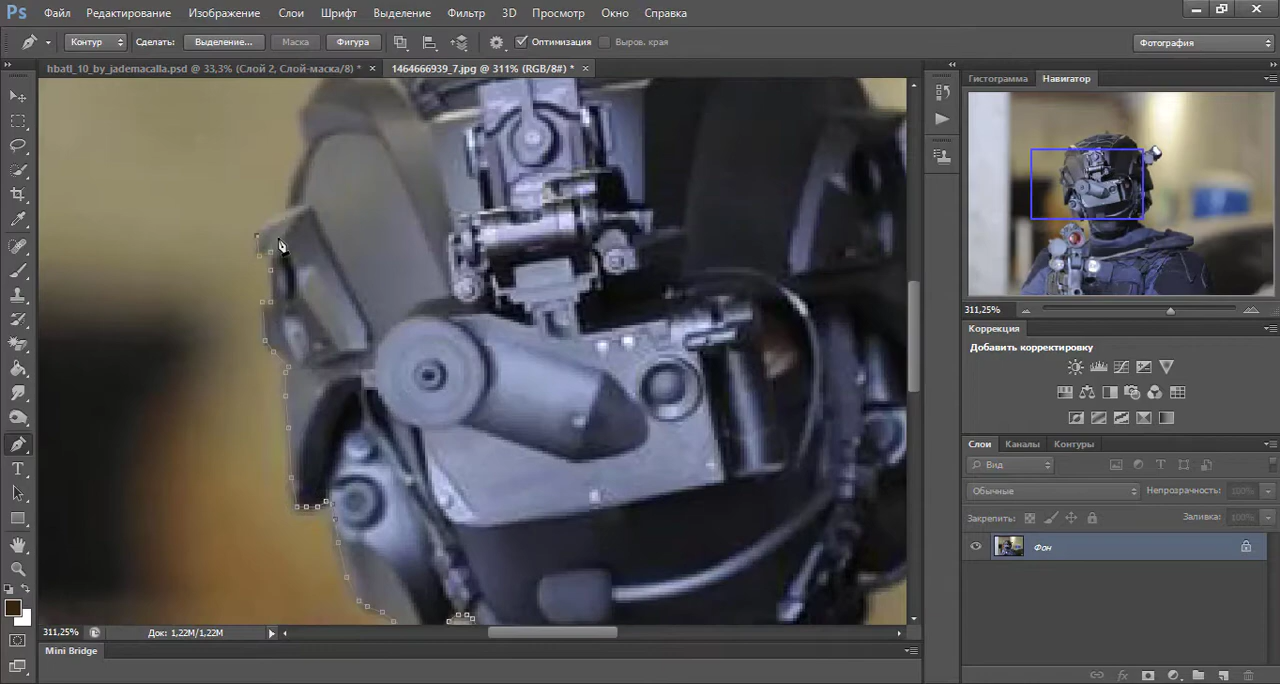 Ps Файл Редактирование Изображение Слои Шрифт Выделение Фильтр 3D Просмотр Окно Справка
Контур Сделать: Выделение... Маска Фигура Оптимизация Выров. края Фотография
hbatl_10_by_jademacalla.psd @ 33,3% (Слой 2, Слой-маска/8) * × 1464666939_7.jpg @ 311% (RGB/8#) * ×
Гистограмма Навигатор
311,25%
Коррекция
Добавить корректировку
Слои Каналы Контуры
Вид
Обычные Непрозрачность: 100%
Закрепить: Заливка: 100%
Фон
T
311,25% Док: 1,22M/1,22M
Mini Bridge